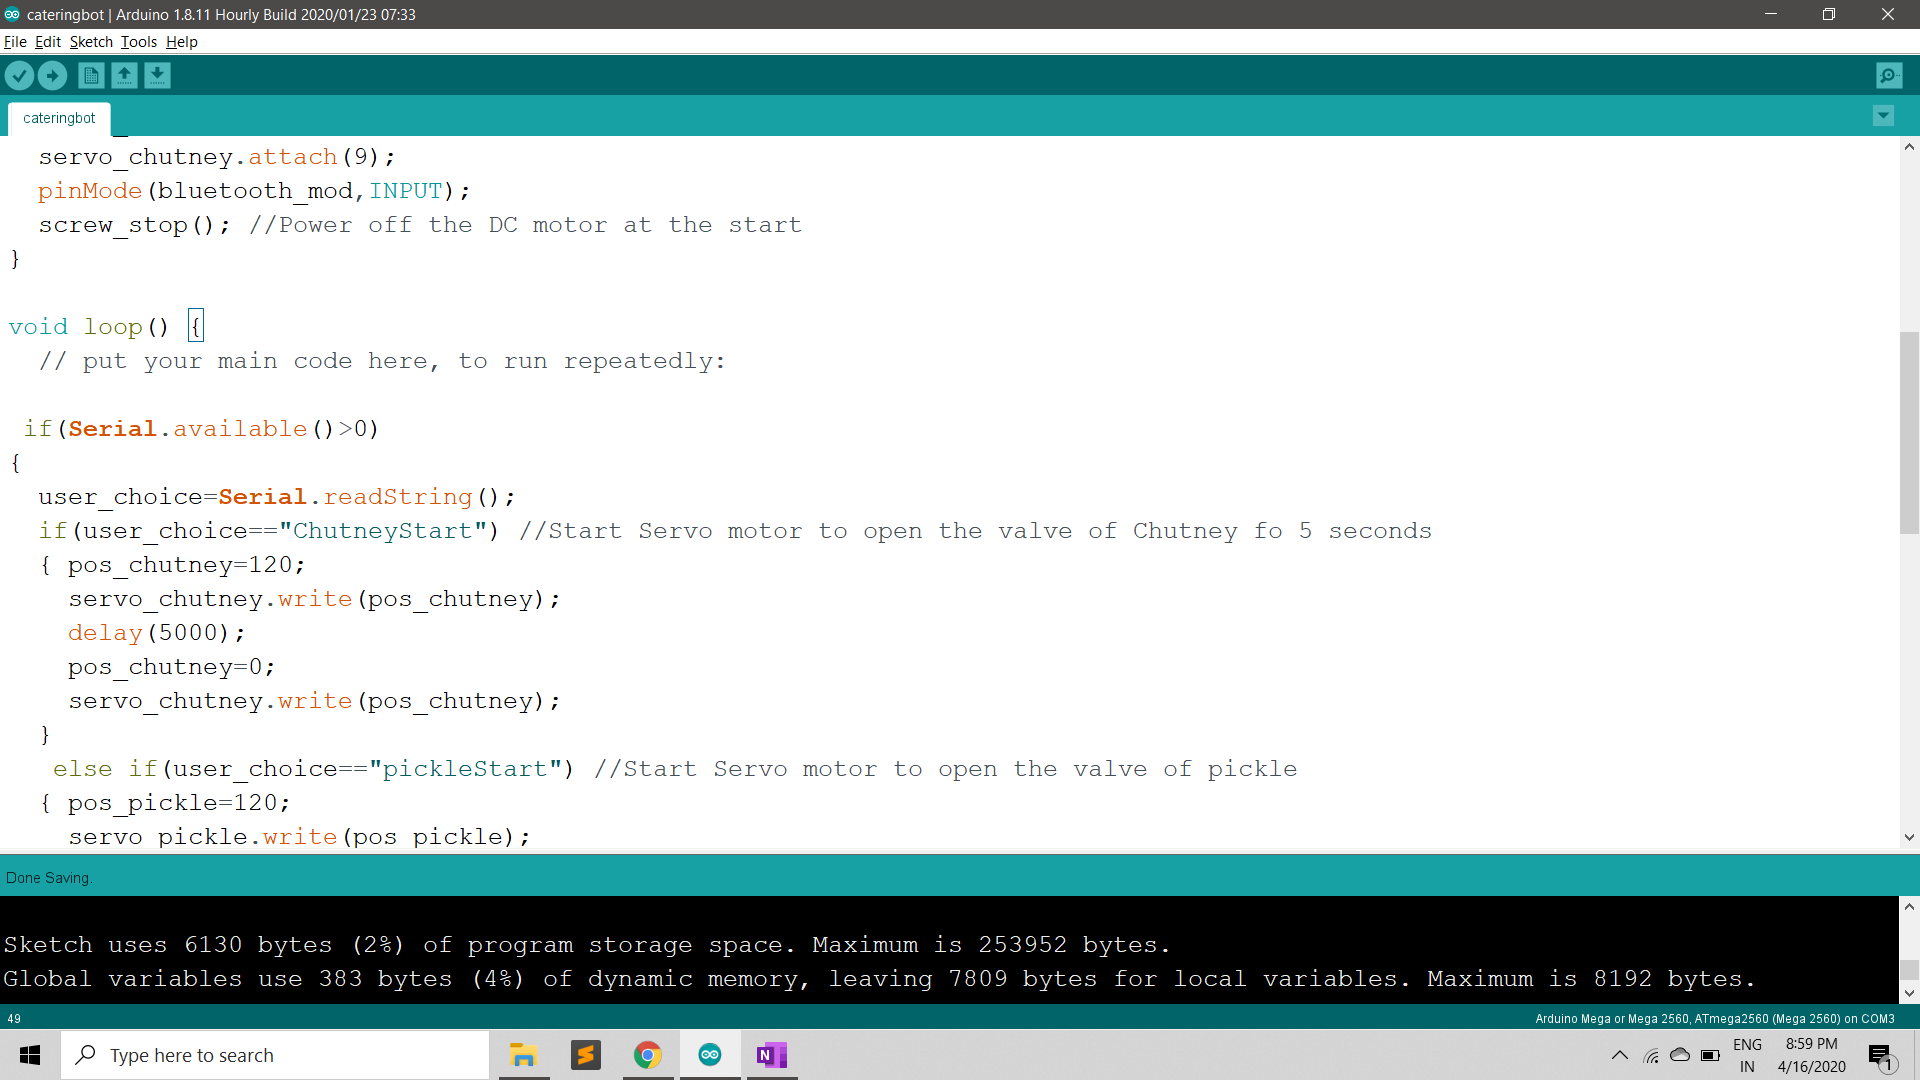 cateringbot | Arduino 1.8.11 Hourly Build 2020/01/23 07:33
File Edit Sketch Tools Help
cateringbot
servo_chutney.attach(9);
pinMode(bluetooth_mod,INPUT);
screw_stop(); //Power off the DC motor at the start
}
void loop() {
// put your main code here, to run repeatedly:
if(Serial.available()>0)
{
user_choice=Serial.readString();
if(user_choice=="ChutneyStart") //Start Servo motor to open the valve of Chutney fo 5 seconds
{ pos_chutney=120;
servo_chutney.write(pos_chutney);
delay(5000);
pos_chutney=0;
servo_chutney.write(pos_chutney);
}
else if(user_choice=="pickleStart") //Start Servo motor to open the valve of pickle
{ pos_pickle=120;
servo_pickle.write(pos_pickle);
Done Saving.
Sketch uses 6130 bytes (2%) of program storage space. Maximum is 253952 bytes.
Global variables use 383 bytes (4%) of dynamic memory, leaving 7809 bytes for local variables. Maximum is 8192 bytes.
49
Arduino Mega or Mega 2560, ATmega2560 (Mega 2560) on COM3
Type here to search
N
ENG
IN
8:59 PM
4/16/2020
1